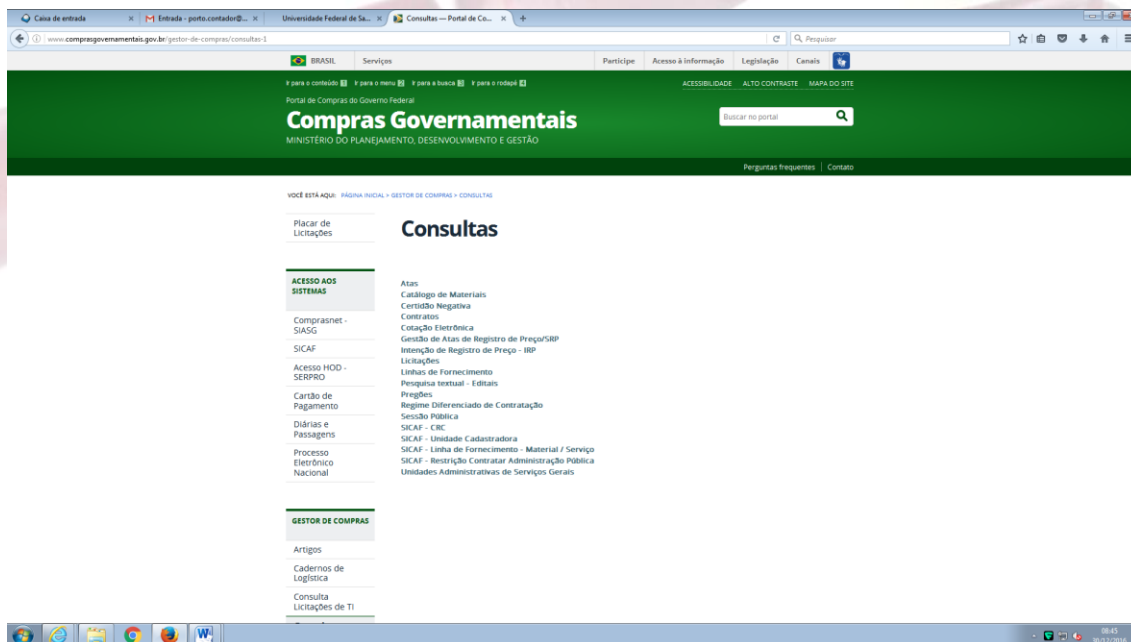 Caixa de entrada
Entrada - porto.contador@...
Universidade Federal de Sa...
Consultas — Portal de Co...
www.comprasgovernamentais.gov.br/gestor-de-compras/consultas-1
Pesquisar
BRASIL Serviços Participe Acesso à informação Legislação Canais
Ir para o conteúdo 1 Ir para o menu 2 Ir para a busca 3 Ir para o rodapé 4
ACESSIBILIDADE ALTO CONTRASTE MAPA DO SITE
Portal de Compras do Governo Federal
Compras Governamentais
MINISTÉRIO DO PLANEJAMENTO, DESENVOLVIMENTO E GESTÃO
Buscar no portal
Perguntas frequentes Contato
VOCÊ ESTÁ AQUI: PÁGINA INICIAL > GESTOR DE COMPRAS > CONSULTAS
Placar de
Licitações
ACESSO AOS
SISTEMAS
Comprasnet -
SIASG
SICAF
Acesso HOD -
SERPRO
Cartão de
Pagamento
Diárias e
Passagens
Processo
Eletrônico
Nacional
GESTOR DE COMPRAS
Artigos
Cadernos de
Logística
Consulta
Licitações de TI
Consultas
Atas
Catálogo de Materiais
Certidão Negativa
Contratos
Cotação Eletrônica
Gestão de Atas de Registro de Preço/SRP
Intenção de Registro de Preço - IRP
Licitações
Linhas de Fornecimento
Pesquisa textual - Editais
Pregões
Regime Diferenciado de Contratação
Sessão Pública
SICAF - CRC
SICAF - Unidade Cadastradora
SICAF - Linha de Fornecimento - Material / Serviço
SICAF - Restrição Contratar Administração Pública
Unidades Administrativas de Serviços Gerais
08:45
30/12/2016